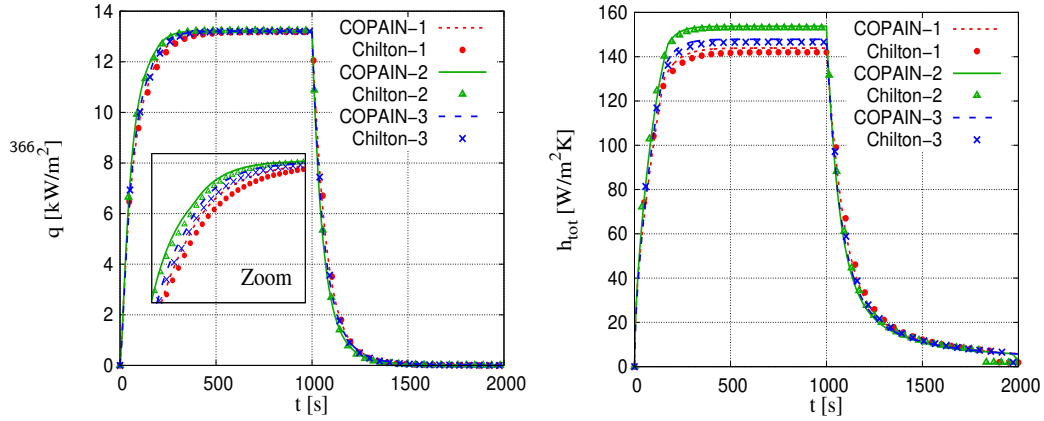 366
q [kW/m²]
14
12
10
8
6
4
2
0
COPAIN-1
Chilton-1
COPAIN-2
Chilton-2
COPAIN-3
Chilton-3
Zoom
0 500 1000 1500 2000
t [s]
h_tot [W/m²K]
160
140
120
100
80
60
40
20
0
COPAIN-1
Chilton-1
COPAIN-2
Chilton-2
COPAIN-3
Chilton-3
0 500 1000 1500 2000
t [s]